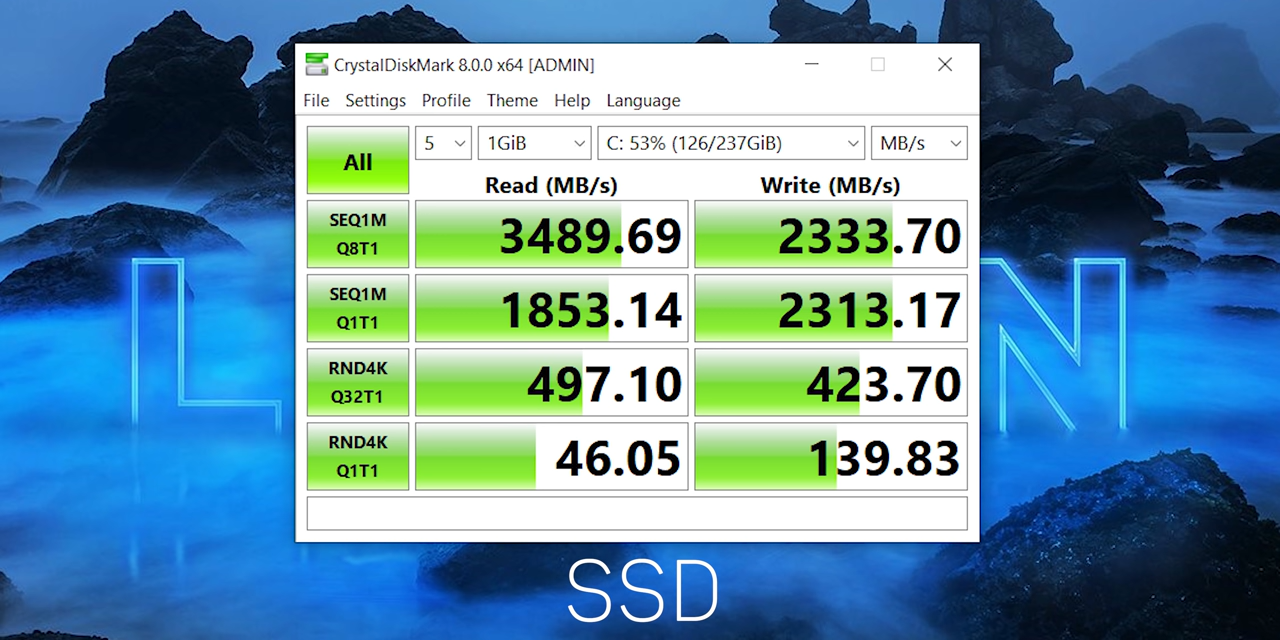 CrystalDiskMark 8.0.0 x64 [ADMIN]
File Settings Profile Theme Help Language
All 5 1GiB C: 53% (126/237GiB) MB/s
Read (MB/s) Write (MB/s)
SEQ1M
Q8T1 3489.69 2333.70
SEQ1M
Q1T1 1853.14 2313.17
RND4K
Q32T1 497.10 423.70
RND4K
Q1T1 46.05 139.83
L N
SSD